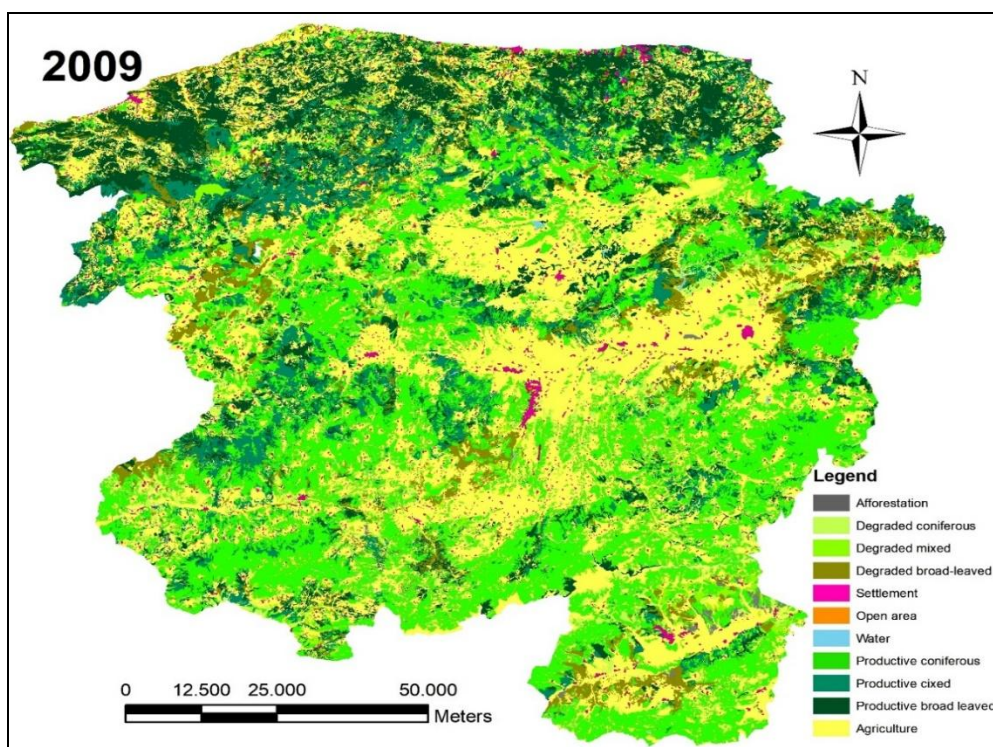 2009
N
Legend
Afforestation
Degraded coniferous
Degraded mixed
Degraded broad-leaved
Settlement
Open area
Water
Productive coniferous
Productive cixed
Productive broad leaved
Agriculture
0 12.500 25.000 50.000
Meters